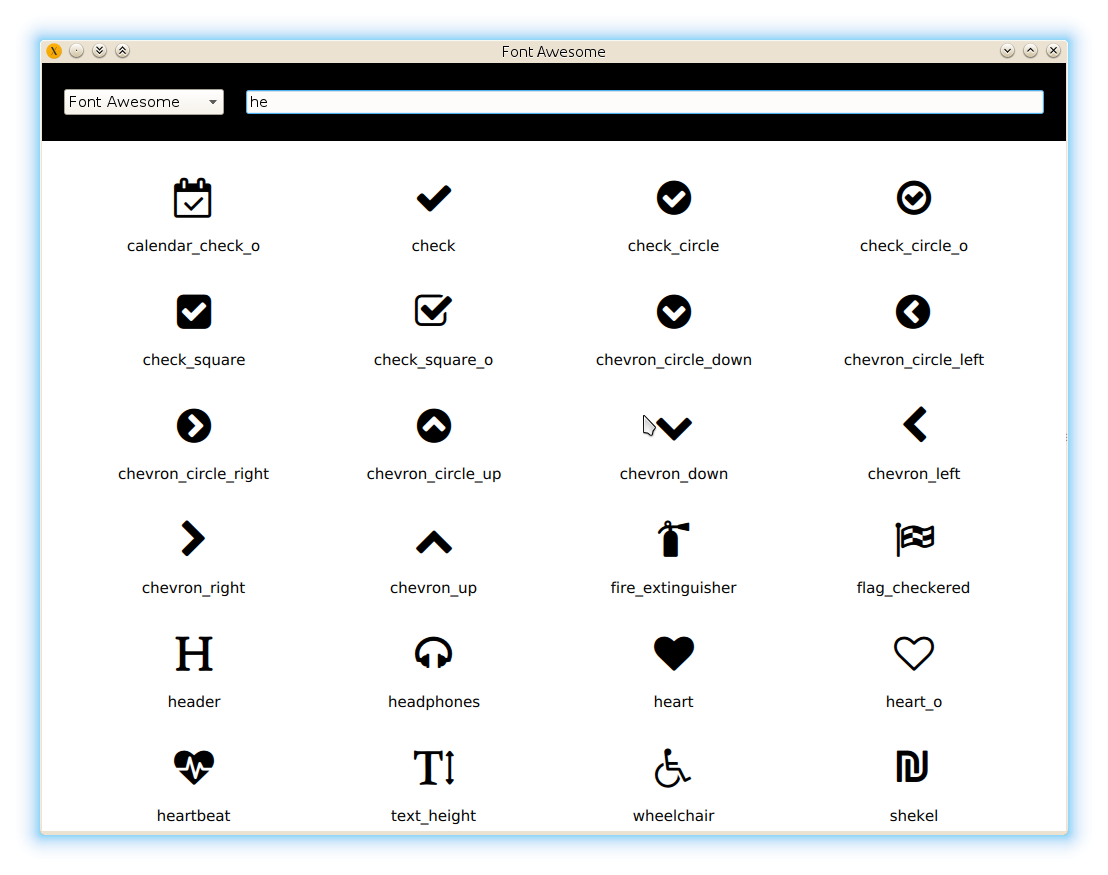 Font Awesome
Font Awesome he
calendar_check_o check check_circle check_circle_o
check_square check_square_o chevron_circle_down chevron_circle_left
chevron_circle_right chevron_circle_up chevron_down chevron_left
chevron_right chevron_up fire_extinguisher flag_checkered
header headphones heart heart_o
heartbeat text_height wheelchair shekel